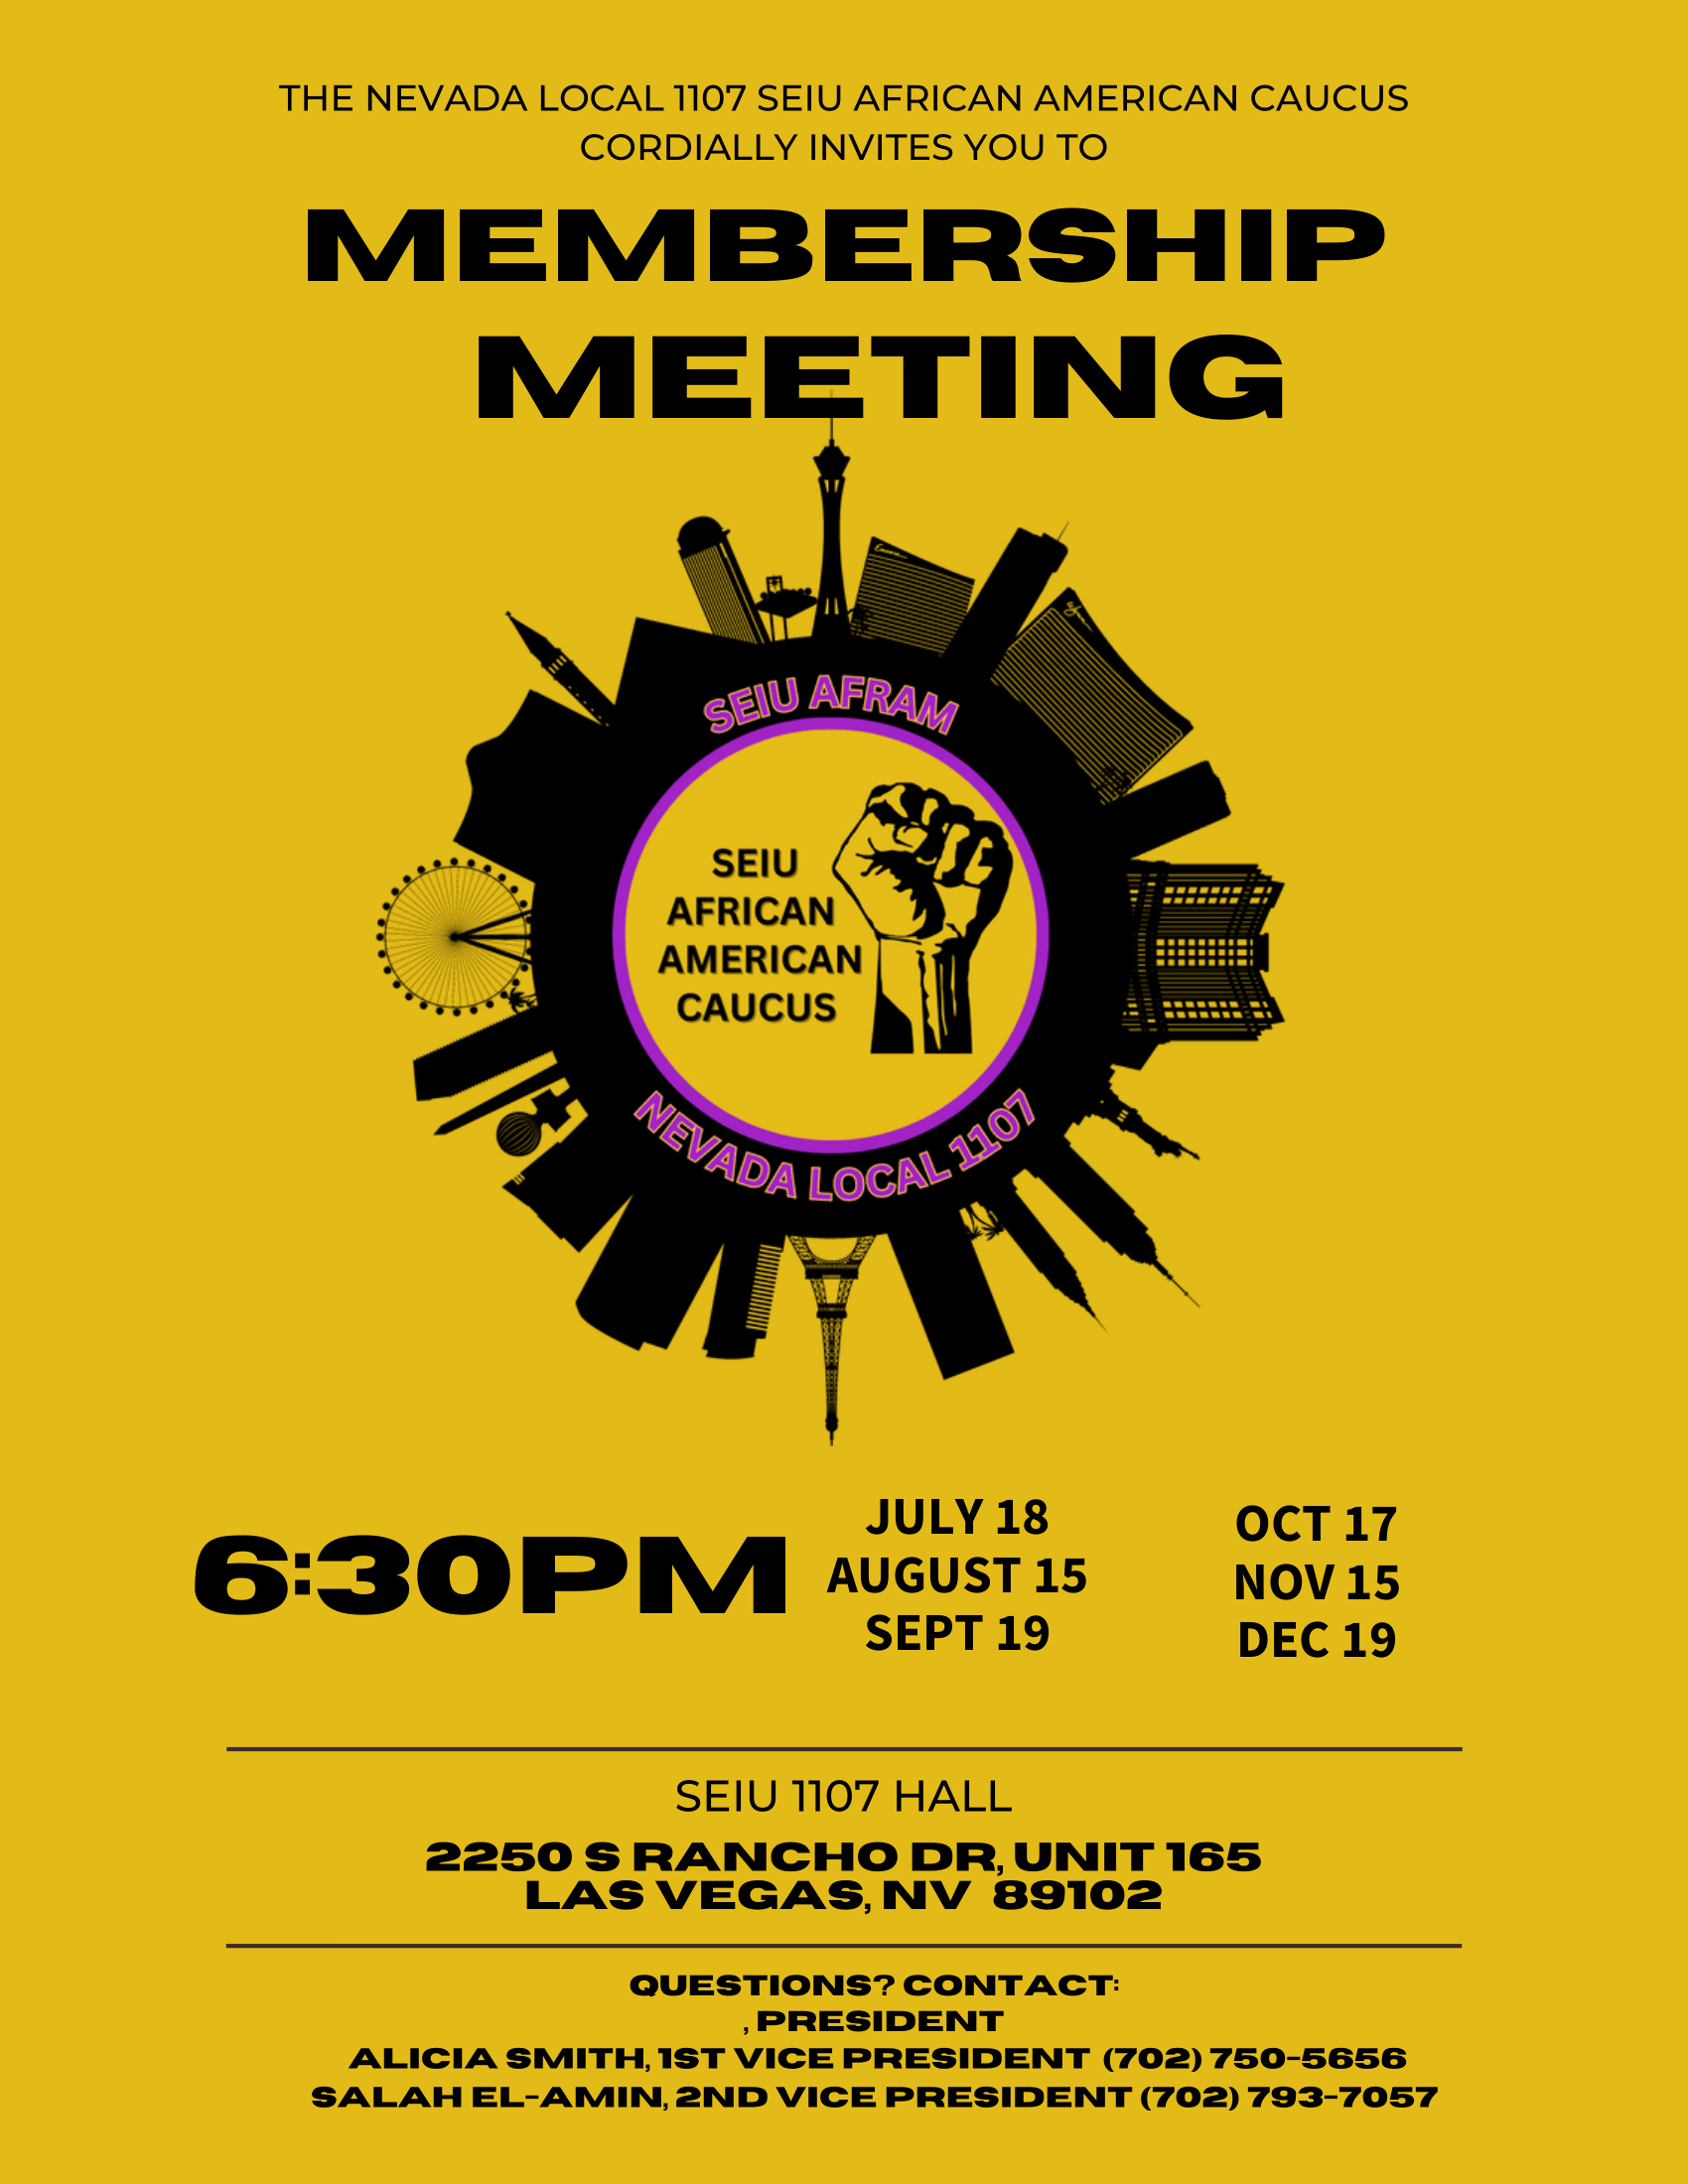 THE NEVADA LOCAL 1107 SEIU AFRICAN AMERICAN CAUCUS
CORDIALLY INVITES YOU TO
MEMBERSHIP
MEETING
Encore
SEIU AFRAM
SEIU
AFRICAN
AMERICAN
CAUCUS
NEVADA LOCAL 1107
6:30PM
JULY 18
AUGUST 15
SEPT 19
OCT 17
NOV 15
DEC 19
SEIU 1107 HALL
2250 S RANCHO DR, UNIT 165
LAS VEGAS, NV 89102
QUESTIONS? CONTACT:
, PRESIDENT
ALICIA SMITH, 1ST VICE PRESIDENT (702) 750-5656
SALAH EL-AMIN, 2ND VICE PRESIDENT (702) 793-7057